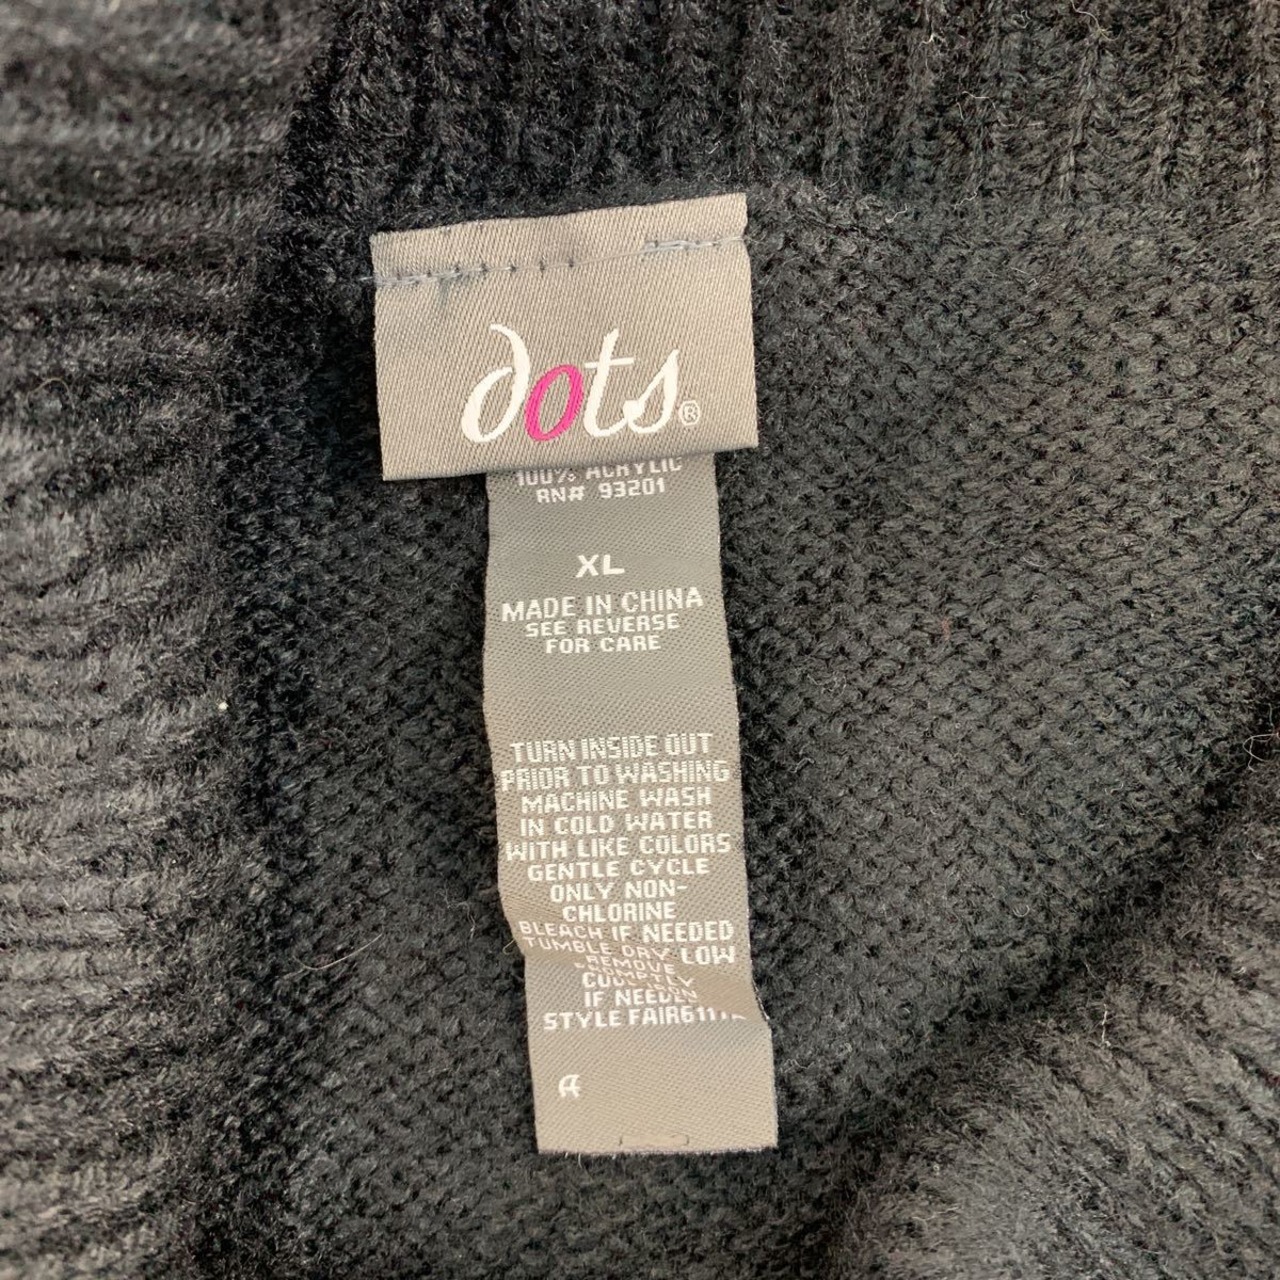 dots®
100% ACRYLIC
RN# 93201
XL
MADE IN CHINA
SEE REVERSE
FOR CARE
TURN INSIDE OUT
PRIOR TO WASHING
MACHINE WASH
IN COLD WATER
WITH LIKE COLORS
GENTLE CYCLE
ONLY NON-
CHLORINE
BLEACH IF NEEDED
TUMBLE DRY LOW
REMOVE
IF NEEDED
STYLE
A